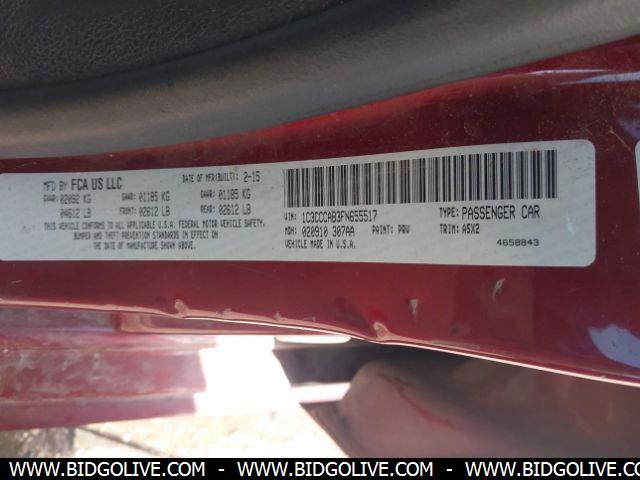 MFD BY FCA US LLC
DATE OF MFR(BUILT): 2-15
GVWR: 02092 KG GAWR: 01185 KG GAWR: 01185 KG
04612 LB FRONT: 02612 LB REAR: 02612 LB
THIS VEHICLE CONFORMS TO ALL APPLICABLE U.S. FEDERAL MOTOR VEHICLE SAFETY,
BUMPER AND THEFT PREVENTION STANDARDS IN EFFECT ON
THE DATE OF MANUFACTURE SHOWN ABOVE.
VIN: 1C3CCCAB3FN655517 TYPE: PASSENGER CAR
MDH: 020910 307AA PAINT: PRV TRIM: A5X2
VEHICLE MADE IN U.S.A. 4658843
WWW.BIDGOLIVE.COM - WWW.BIDGOLIVE.COM - WWW.BIDGOLIVE.COM - WWW.BIDGOLIVE.COM